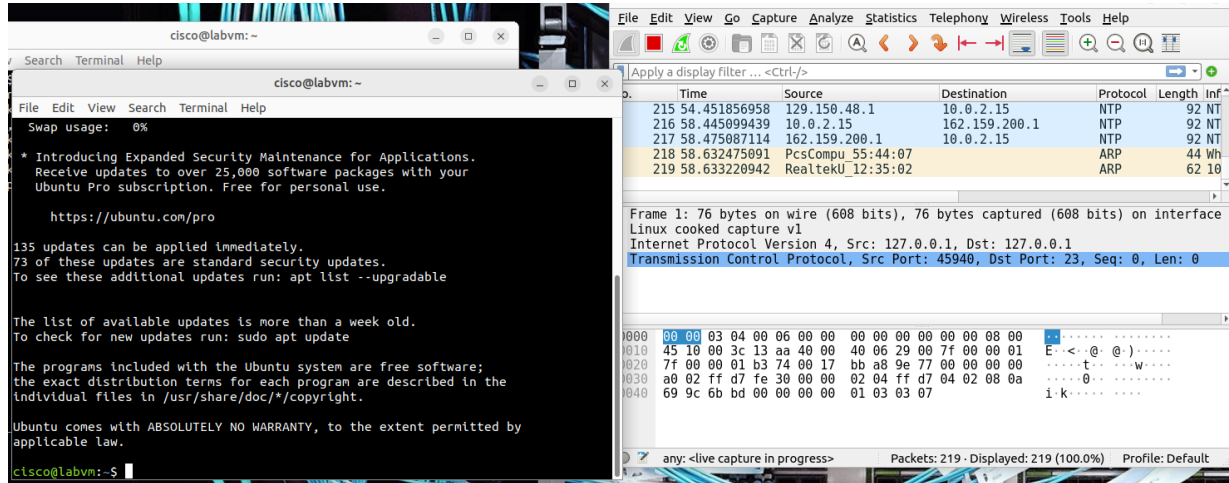 cisco@labvm: ~
Search Terminal Help
cisco@labvm: ~
File Edit View Search Terminal Help
Swap usage: 0%
* Introducing Expanded Security Maintenance for Applications.
Receive updates to over 25,000 software packages with your
Ubuntu Pro subscription. Free for personal use.
https://ubuntu.com/pro
135 updates can be applied immediately.
73 of these updates are standard security updates.
To see these additional updates run: apt list --upgradable
The list of available updates is more than a week old.
To check for new updates run: sudo apt update
The programs included with the Ubuntu system are free software;
the exact distribution terms for each program are described in the
individual files in /usr/share/doc/*/copyright.
Ubuntu comes with ABSOLUTELY NO WARRANTY, to the extent permitted by
applicable law.
cisco@labvm:~$
File Edit View Go Capture Analyze Statistics Telephony Wireless Tools Help
Apply a display filter ... <Ctrl-/>
Time Source Destination Protocol Length Inf
215 54.451856958 129.150.48.1 10.0.2.15 NTP 92 NT
216 58.445099439 10.0.2.15 162.159.200.1 NTP 92 NT
217 58.475087114 162.159.200.1 10.0.2.15 NTP 92 NT
218 58.632475091 PcsCompu_55:44:07 ARP 44 Wh
219 58.633220942 RealtekU_12:35:02 ARP 62 10
Frame 1: 76 bytes on wire (608 bits), 76 bytes captured (608 bits) on interface
Linux cooked capture v1
Internet Protocol Version 4, Src: 127.0.0.1, Dst: 127.0.0.1
Transmission Control Protocol, Src Port: 45940, Dst Port: 23, Seq: 0, Len: 0
0000 00 00 03 04 00 06 00 00 00 00 00 00 00 00 08 00 ················
0010 45 10 00 3c 13 aa 40 00 40 06 29 00 7f 00 00 01 E··<··@· @·)·····
0020 7f 00 00 01 b3 74 00 17 bb a8 9e 77 00 00 00 00 ·····t·· ···w····
0030 a0 02 ff d7 fe 30 00 00 02 04 ff d7 04 02 08 0a ·····0·· ········
0040 69 9c 6b bd 00 00 00 00 01 03 03 07 i·k····· ····
any: <live capture in progress> Packets: 219 · Displayed: 219 (100.0%) Profile: Default